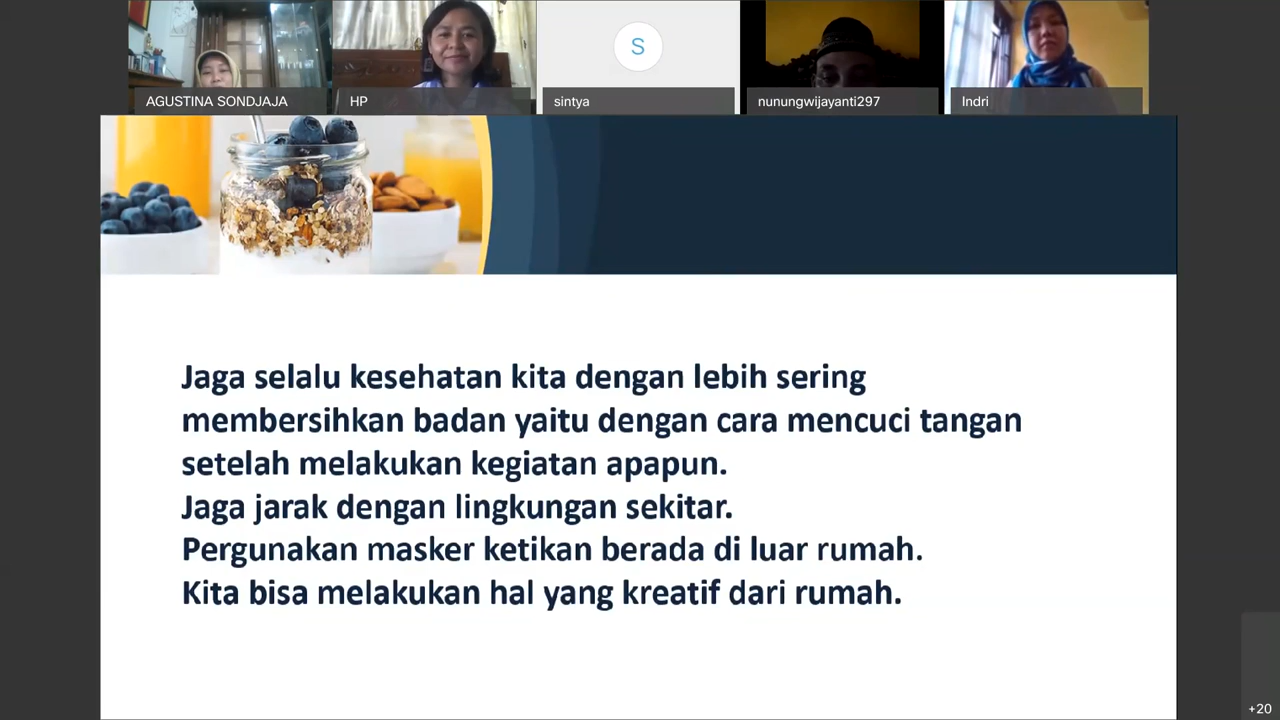 AGUSTINA SONDJAJA
HP
S
sintya
nunungwijayanti297
Indri
Jaga selalu kesehatan kita dengan lebih sering
membersihkan badan yaitu dengan cara mencuci tangan
setelah melakukan kegiatan apapun.
Jaga jarak dengan lingkungan sekitar.
Pergunakan masker ketikan berada di luar rumah.
Kita bisa melakukan hal yang kreatif dari rumah.
+20